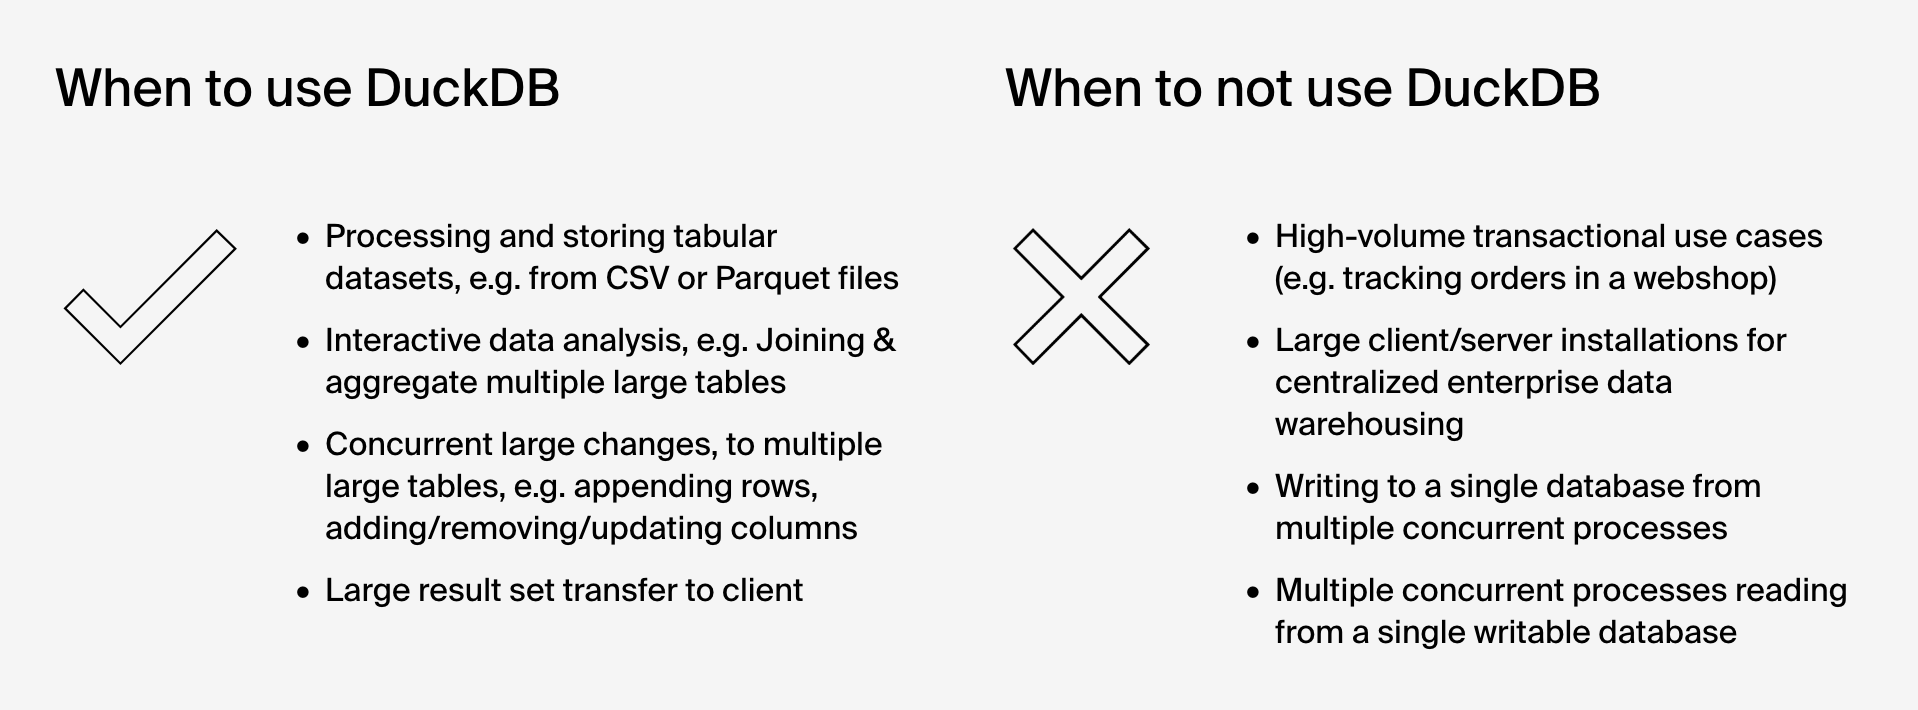 When to use DuckDB
• Processing and storing tabular
datasets, e.g. from CSV or Parquet files
• Interactive data analysis, e.g. Joining &
aggregate multiple large tables
• Concurrent large changes, to multiple
large tables, e.g. appending rows,
adding/removing/updating columns
• Large result set transfer to client
When to not use DuckDB
• High-volume transactional use cases
(e.g. tracking orders in a webshop)
• Large client/server installations for
centralized enterprise data
warehousing
• Writing to a single database from
multiple concurrent processes
• Multiple concurrent processes reading
from a single writable database